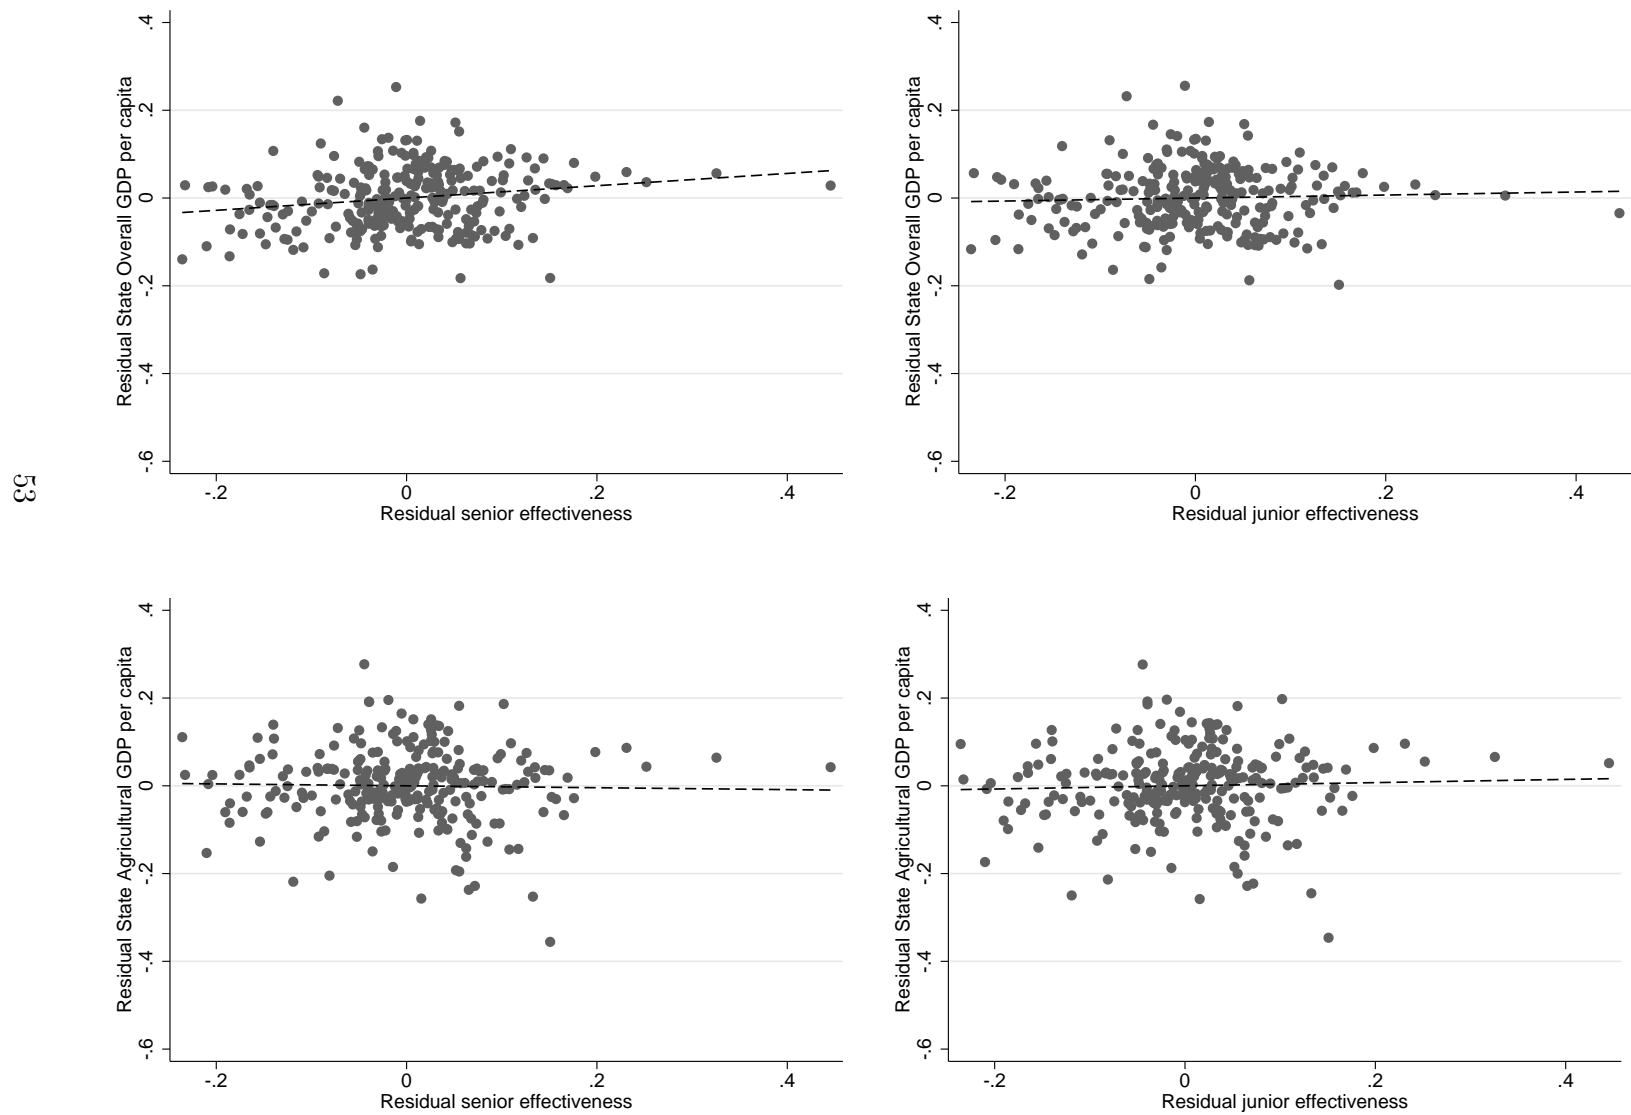 53
Residual State Overall GDP per capita
.4
.2
0
-.2
-.4
-.6
-.2 0 .2 .4
Residual senior effectiveness
Residual State Overall GDP per capita
.4
.2
0
-.2
-.4
-.6
-.2 0 .2 .4
Residual junior effectiveness
Residual State Agricultural GDP per capita
.4
.2
0
-.2
-.4
-.6
-.2 0 .2 .4
Residual senior effectiveness
Residual State Agricultural GDP per capita
.4
.2
0
-.2
-.4
-.6
-.2 0 .2 .4
Residual junior effectiveness